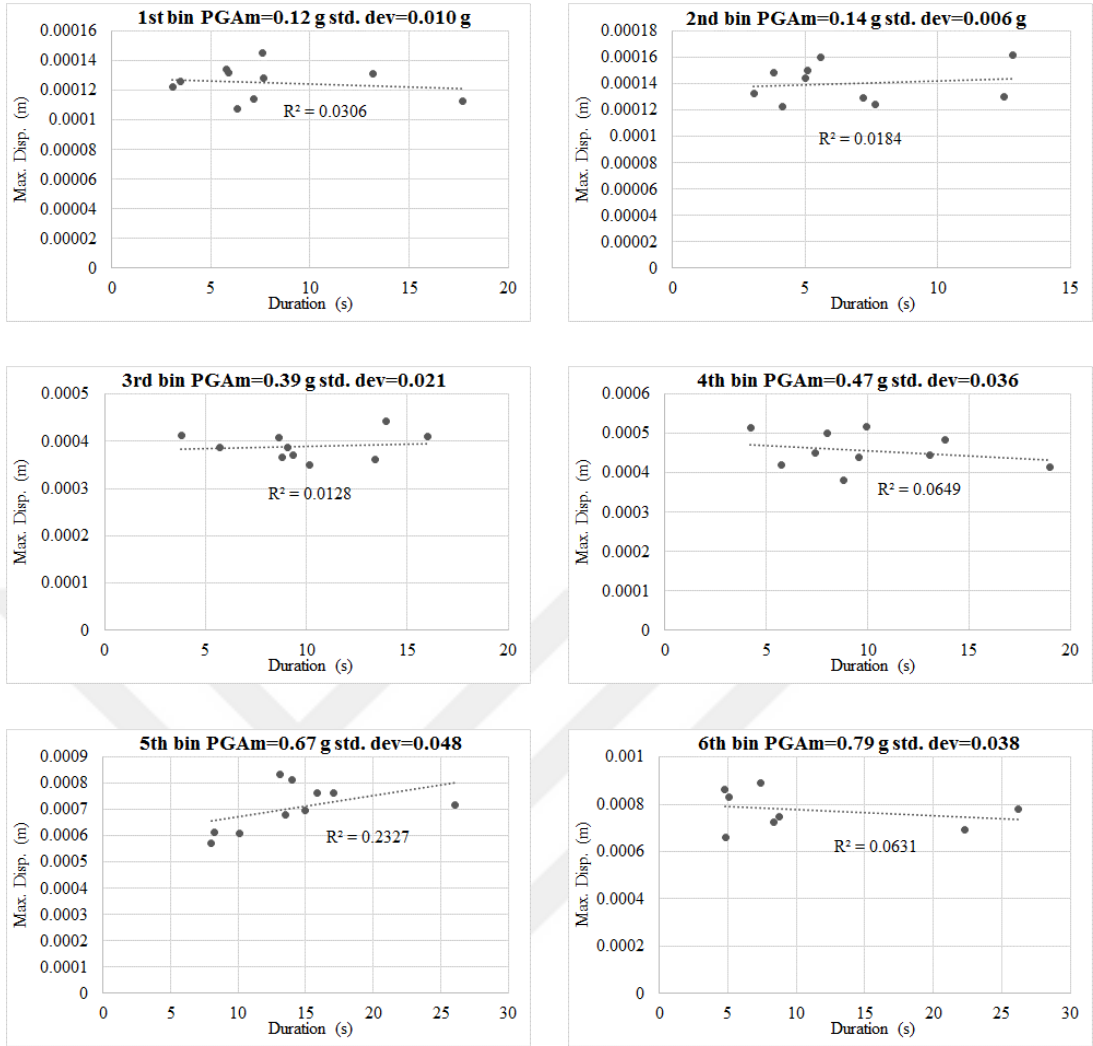 1st bin PGAm=0.12 g std. dev=0.010 g
0.00016
0.00014
0.00012
0.0001
0.00008
0.00006
0.00004
0.00002
0
Max. Disp. (m)
R² = 0.0306
0 5 10 15 20
Duration (s)
2nd bin PGAm=0.14 g std. dev=0.006 g
0.00018
0.00016
0.00014
0.00012
0.0001
0.00008
0.00006
0.00004
0.00002
0
Max. Disp. (m)
R² = 0.0184
0 5 10 15
Duration (s)
3rd bin PGAm=0.39 g std. dev=0.021
0.0005
0.0004
0.0003
0.0002
0.0001
0
Max. Disp. (m)
R² = 0.0128
0 5 10 15 20
Duration (s)
4th bin PGAm=0.47 g std. dev=0.036
0.0006
0.0005
0.0004
0.0003
0.0002
0.0001
0
Max. Disp. (m)
R² = 0.0649
0 5 10 15 20
Duration (s)
5th bin PGAm=0.67 g std. dev=0.048
0.0009
0.0008
0.0007
0.0006
0.0005
0.0004
0.0003
0.0002
0.0001
0
Max. Disp. (m)
R² = 0.2327
0 5 10 15 20 25 30
Duration (s)
6th bin PGAm=0.79 g std. dev=0.038
0.001
0.0008
0.0006
0.0004
0.0002
0
Max. Disp. (m)
R² = 0.0631
0 5 10 15 20 25 30
Duration (s)